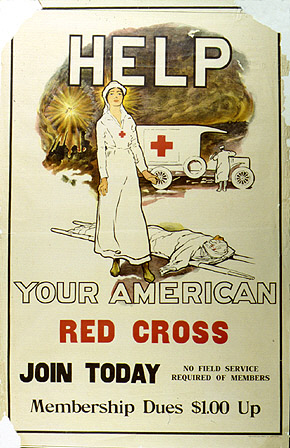 HELP
YOUR AMERICAN
RED CROSS
JOIN TODAY
NO FIELD SERVICE
REQUIRED OF MEMBERS
Membership Dues $1.00 Up